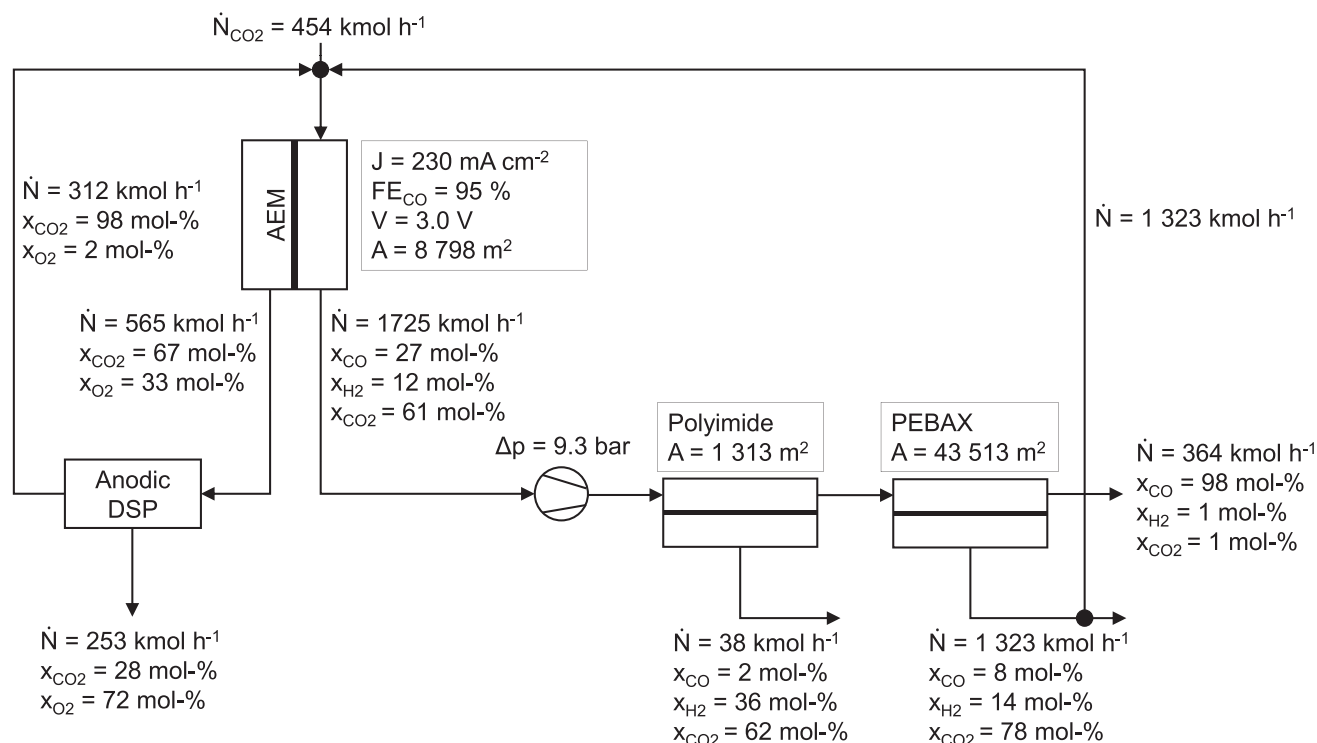 Ṅ_CO2 = 454 kmol h⁻¹
Ṅ = 312 kmol h⁻¹
x_CO2 = 98 mol-%
x_O2 = 2 mol-%
AEM
J = 230 mA cm⁻²
FE_CO = 95 %
V = 3.0 V
A = 8 798 m²
Ṅ = 1 323 kmol h⁻¹
Ṅ = 565 kmol h⁻¹
x_CO2 = 67 mol-%
x_O2 = 33 mol-%
Ṅ = 1725 kmol h⁻¹
x_CO = 27 mol-%
x_H2 = 12 mol-%
x_CO2 = 61 mol-%
Anodic
DSP
Δp = 9.3 bar
Polyimide
A = 1 313 m²
PEBAX
A = 43 513 m²
Ṅ = 364 kmol h⁻¹
x_CO = 98 mol-%
x_H2 = 1 mol-%
x_CO2 = 1 mol-%
Ṅ = 253 kmol h⁻¹
x_CO2 = 28 mol-%
x_O2 = 72 mol-%
Ṅ = 38 kmol h⁻¹
x_CO = 2 mol-%
x_H2 = 36 mol-%
x_CO2 = 62 mol-%
Ṅ = 1 323 kmol h⁻¹
x_CO = 8 mol-%
x_H2 = 14 mol-%
x_CO2 = 78 mol-%